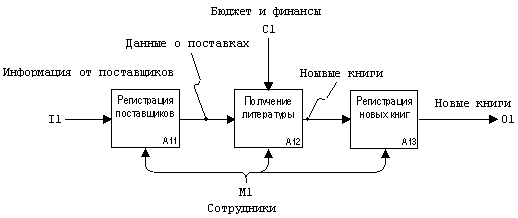 Бюджет и финансы
C1
Данные о поставках
Информация от поставщиков
Ноывые книги
Регистрация
поставщиков
A11
Получение
литературы
A12
Регистрация
новых книг
A13
Новые книги
I1
O1
M1
Сотрудники